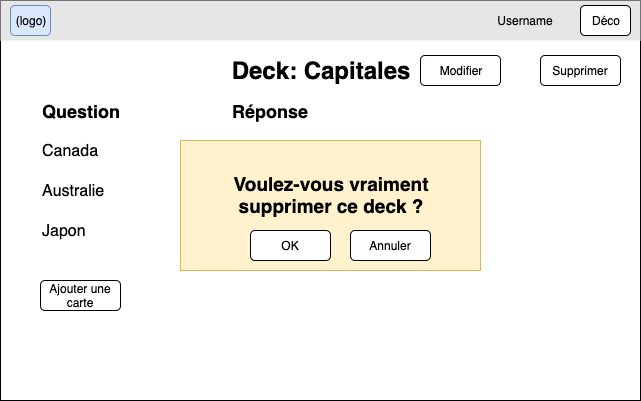 (logo)
Username
Déco
Deck: Capitales
Modifier
Supprimer
Question
Réponse
Canada
Australie
Japon
Voulez-vous vraiment
supprimer ce deck ?
OK
Annuler
Ajouter une
carte